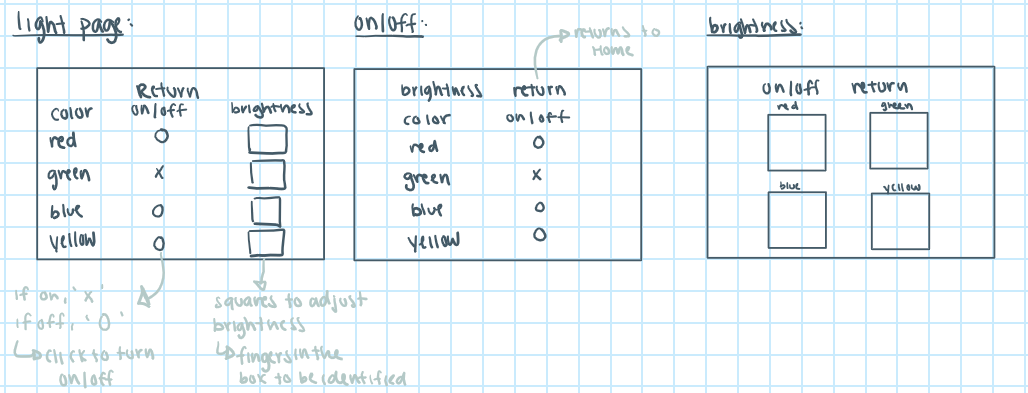 light page:
Return
color on/off brightness
red O
green X
blue O
yellow O
if on, 'x'
if off, 'O'
click to turn
on/off
squares to adjust
brightness
fingers in the
box to be identified
on/off:
returns to
Home
brightness return
color on/off
red O
green X
blue O
yellow O
brightness:
on/off return
red green
blue yellow